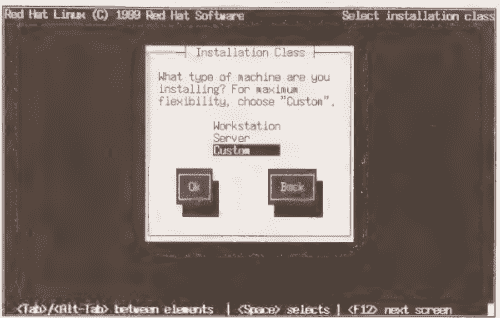 Red Hat Linux (C) 1999 Red Hat Software Select installation class
Installation Class
What type of machine are you
installing? For maximum
flexibility, choose "Custom".
Workstation
Server
Custom
Ok Back
<Tab>/<Alt-Tab> between elements | <Space> selects | <F12> next screen